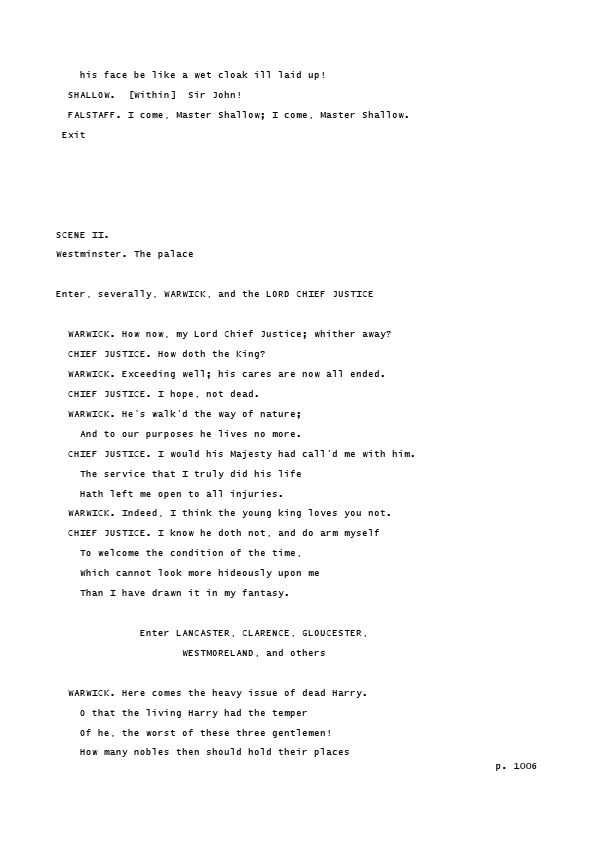 his face be like a wet cloak ill laid up!
SHALLOW.  [Within]  Sir John!
FALSTAFF. I come, Master Shallow; I come, Master Shallow.
Exit
SCENE II.
Westminster. The palace
Enter, severally, WARWICK, and the LORD CHIEF JUSTICE
WARWICK. How now, my Lord Chief Justice; whither away?
CHIEF JUSTICE. How doth the King?
WARWICK. Exceeding well; his cares are now all ended.
CHIEF JUSTICE. I hope, not dead.
WARWICK. He's walk'd the way of nature;
And to our purposes he lives no more.
CHIEF JUSTICE. I would his Majesty had call'd me with him.
The service that I truly did his life
Hath left me open to all injuries.
WARWICK. Indeed, I think the young king loves you not.
CHIEF JUSTICE. I know he doth not, and do arm myself
To welcome the condition of the time,
Which cannot look more hideously upon me
Than I have drawn it in my fantasy.
Enter LANCASTER, CLARENCE, GLOUCESTER,
WESTMORELAND, and others
WARWICK. Here comes the heavy issue of dead Harry.
O that the living Harry had the temper
Of he, the worst of these three gentlemen!
How many nobles then should hold their places
p. 1006